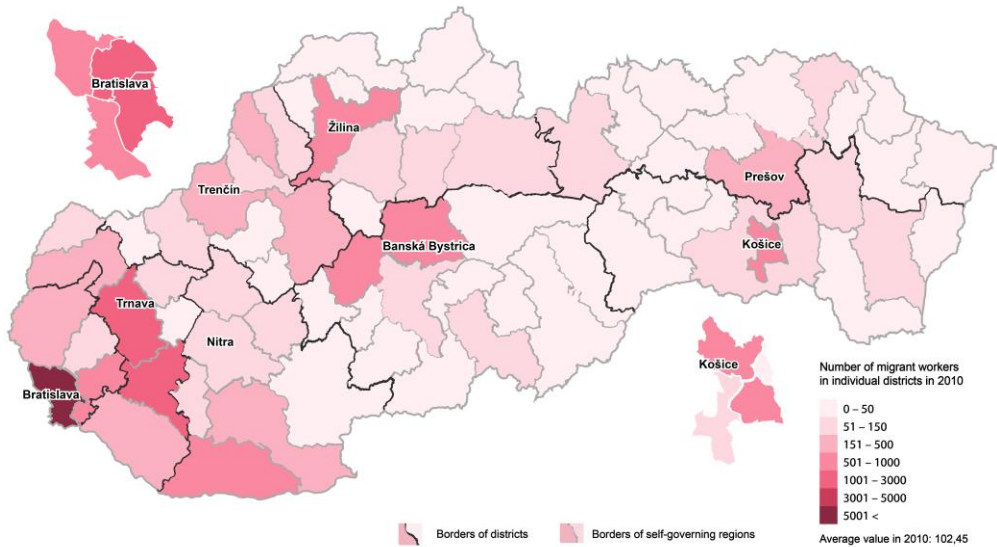 Bratislava
Žilina
Trenčín
Prešov
Banská Bystrica
Košice
Trnava
Nitra
Bratislava
Košice
Number of migrant workers
in individual districts in 2010
0 – 50
51 – 150
151 – 500
501 – 1000
1001 – 3000
3001 – 5000
5001 <
Borders of districts
Borders of self-governing regions
Average value in 2010: 102,45